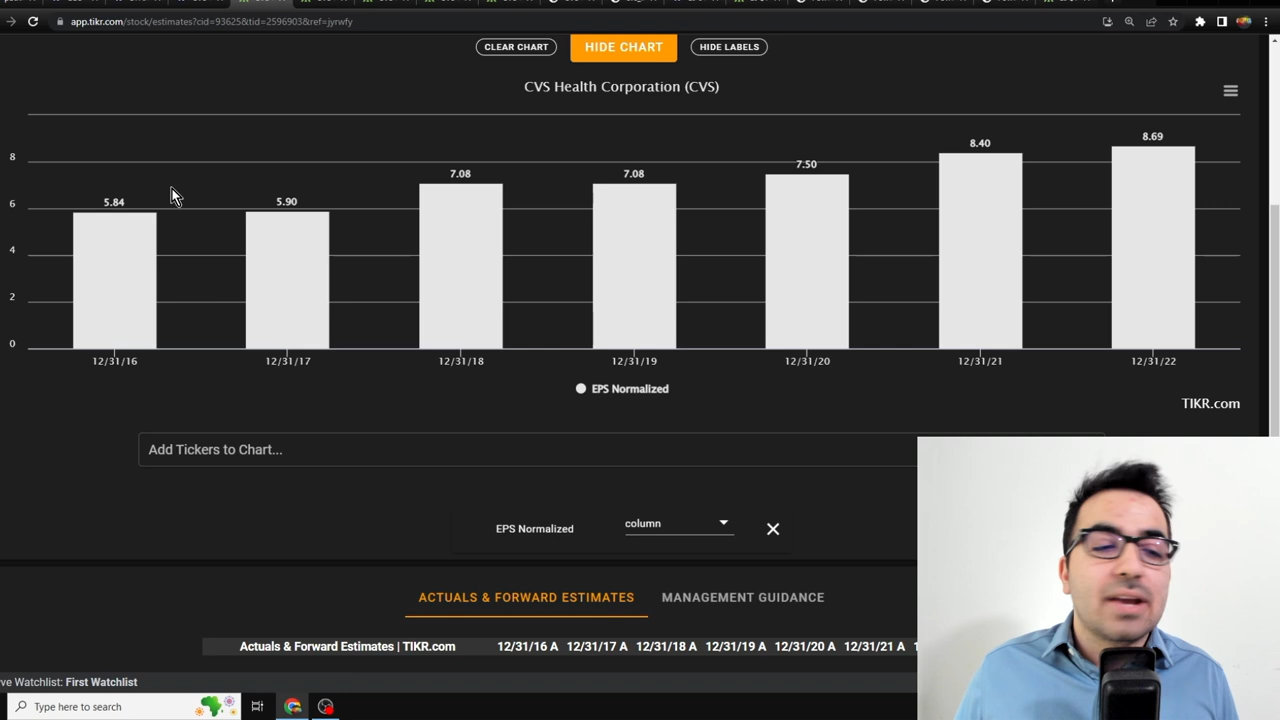 app.tikr.com/stock/estimates?cid=93625&tid=2596903&ref=jyrwfy
CLEAR CHART
HIDE CHART
HIDE LABELS
CVS Health Corporation (CVS)
8
6
4
2
0
5.84
5.90
7.08
7.08
7.50
8.40
8.69
12/31/16
12/31/17
12/31/18
12/31/19
12/31/20
12/31/21
12/31/22
EPS Normalized
TIKR.com
Add Tickers to Chart...
EPS Normalized
column
ACTUALS & FORWARD ESTIMATES
MANAGEMENT GUIDANCE
Actuals & Forward Estimates | TIKR.com 12/31/16 A 12/31/17 A 12/31/18 A 12/31/19 A 12/31/20 A 12/31/21 A
ve Watchlist: First Watchlist
Type here to search